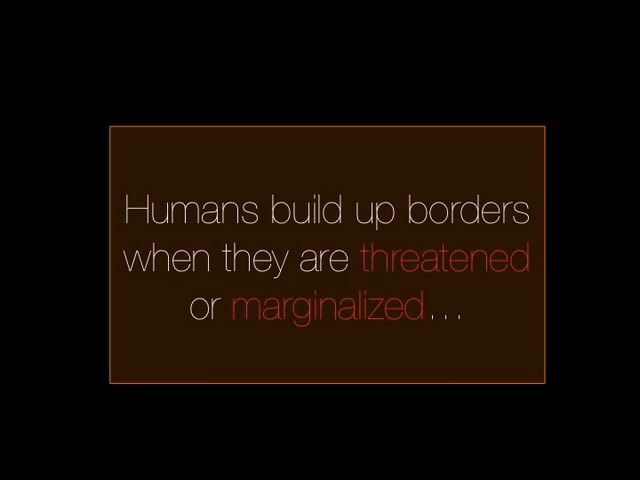 Humans build up borders
when they are threatened
or marginalized…